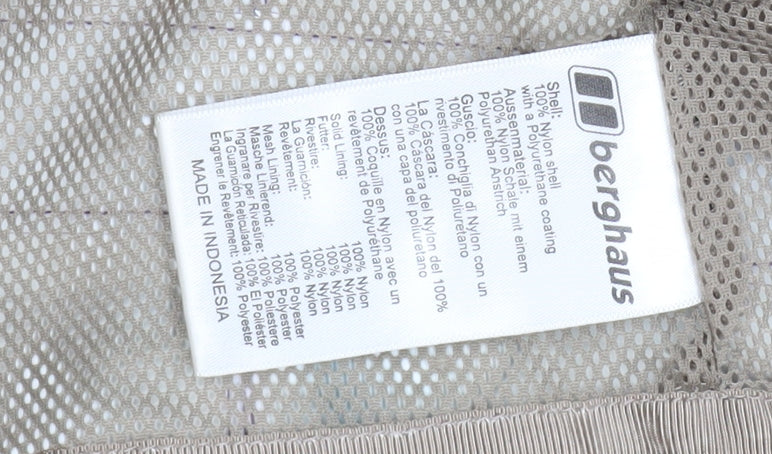 berghaus
Shell:
100% Nylon shell
with a Polyurethane coating
Aussenmaterial:
100% Nylon Schale mit einem
Polyurethan Anstrich
Guscio:
100% Conchiglia di Nylon con un
rivestimento di Poliuretano
La Cáscara:
100% Cáscara del Nylon del 100%
con una capa del poliuretano
Dessus:
100% Coquille en Nylon avec un
revêtement de Polyuréthane
Solid Lining: 100% Nylon
Futter: 100% Nylon
Rivestire: 100% Nylon
La Guarnición: 100% Nylon
Revêtement: 100% Nylon
Mesh Lining: 100% Polyester
Masche Linerend: 100% Polyester
Ingranare per Rivestire: 100% Poliestere
La Guarnición Reticulada: 100% El Poliéster
Engrener le Revêtement: 100% Polyester
MADE IN INDONESIA